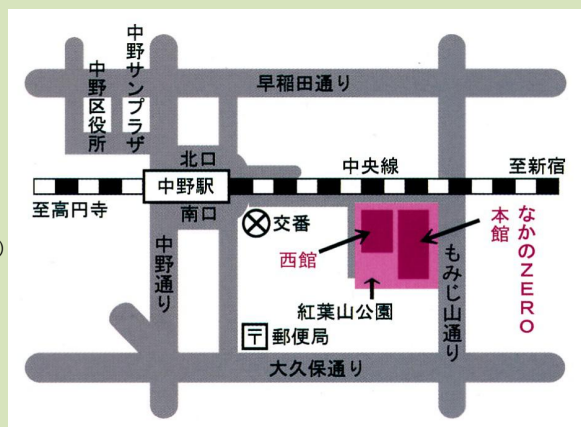 中野サンプラザ
中野区役所
早稲田通り
北口
中央線
至新宿
中野駅
至高円寺
南口
交番
西館
本館
なかのZERO
中野通り
紅葉山公園
もみじ山通り
〒
郵便局
大久保通り
)